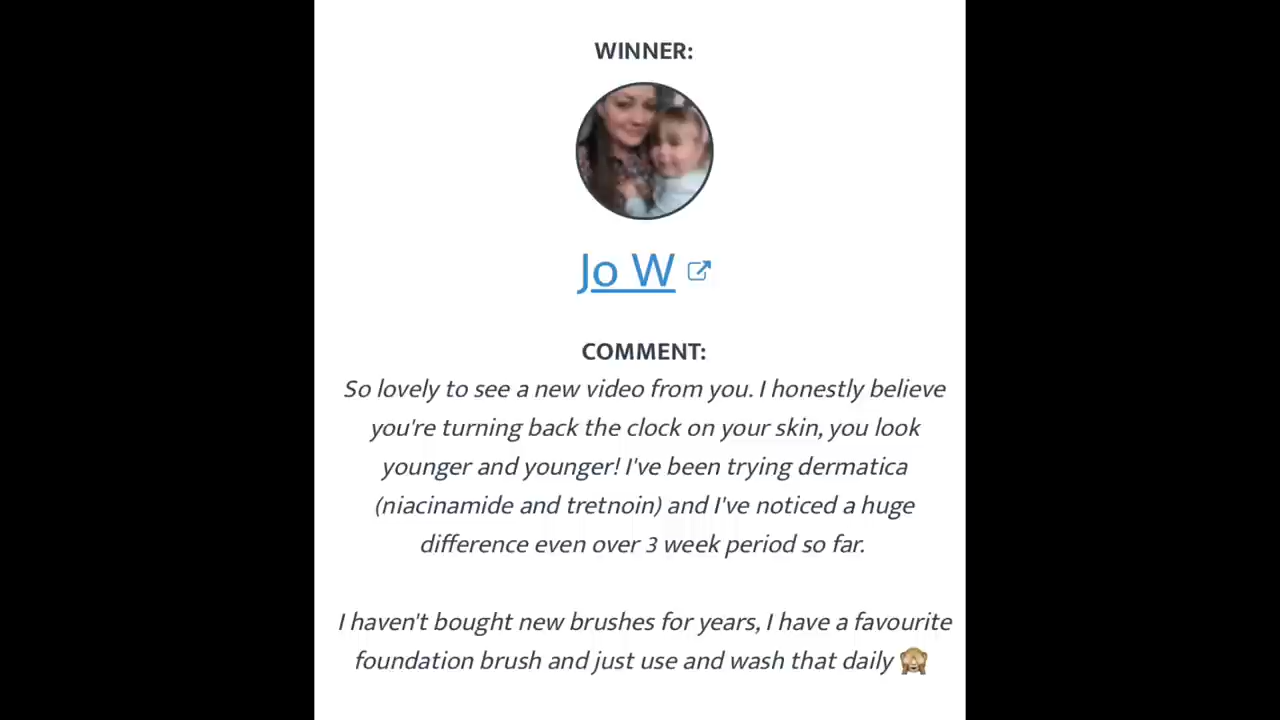 WINNER:
Jo W
COMMENT:
So lovely to see a new video from you. I honestly believe
you're turning back the clock on your skin, you look
younger and younger! I've been trying dermatica
(niacinamide and tretnoin) and I've noticed a huge
difference even over 3 week period so far.
I haven't bought new brushes for years, I have a favourite
foundation brush and just use and wash that daily 🙈